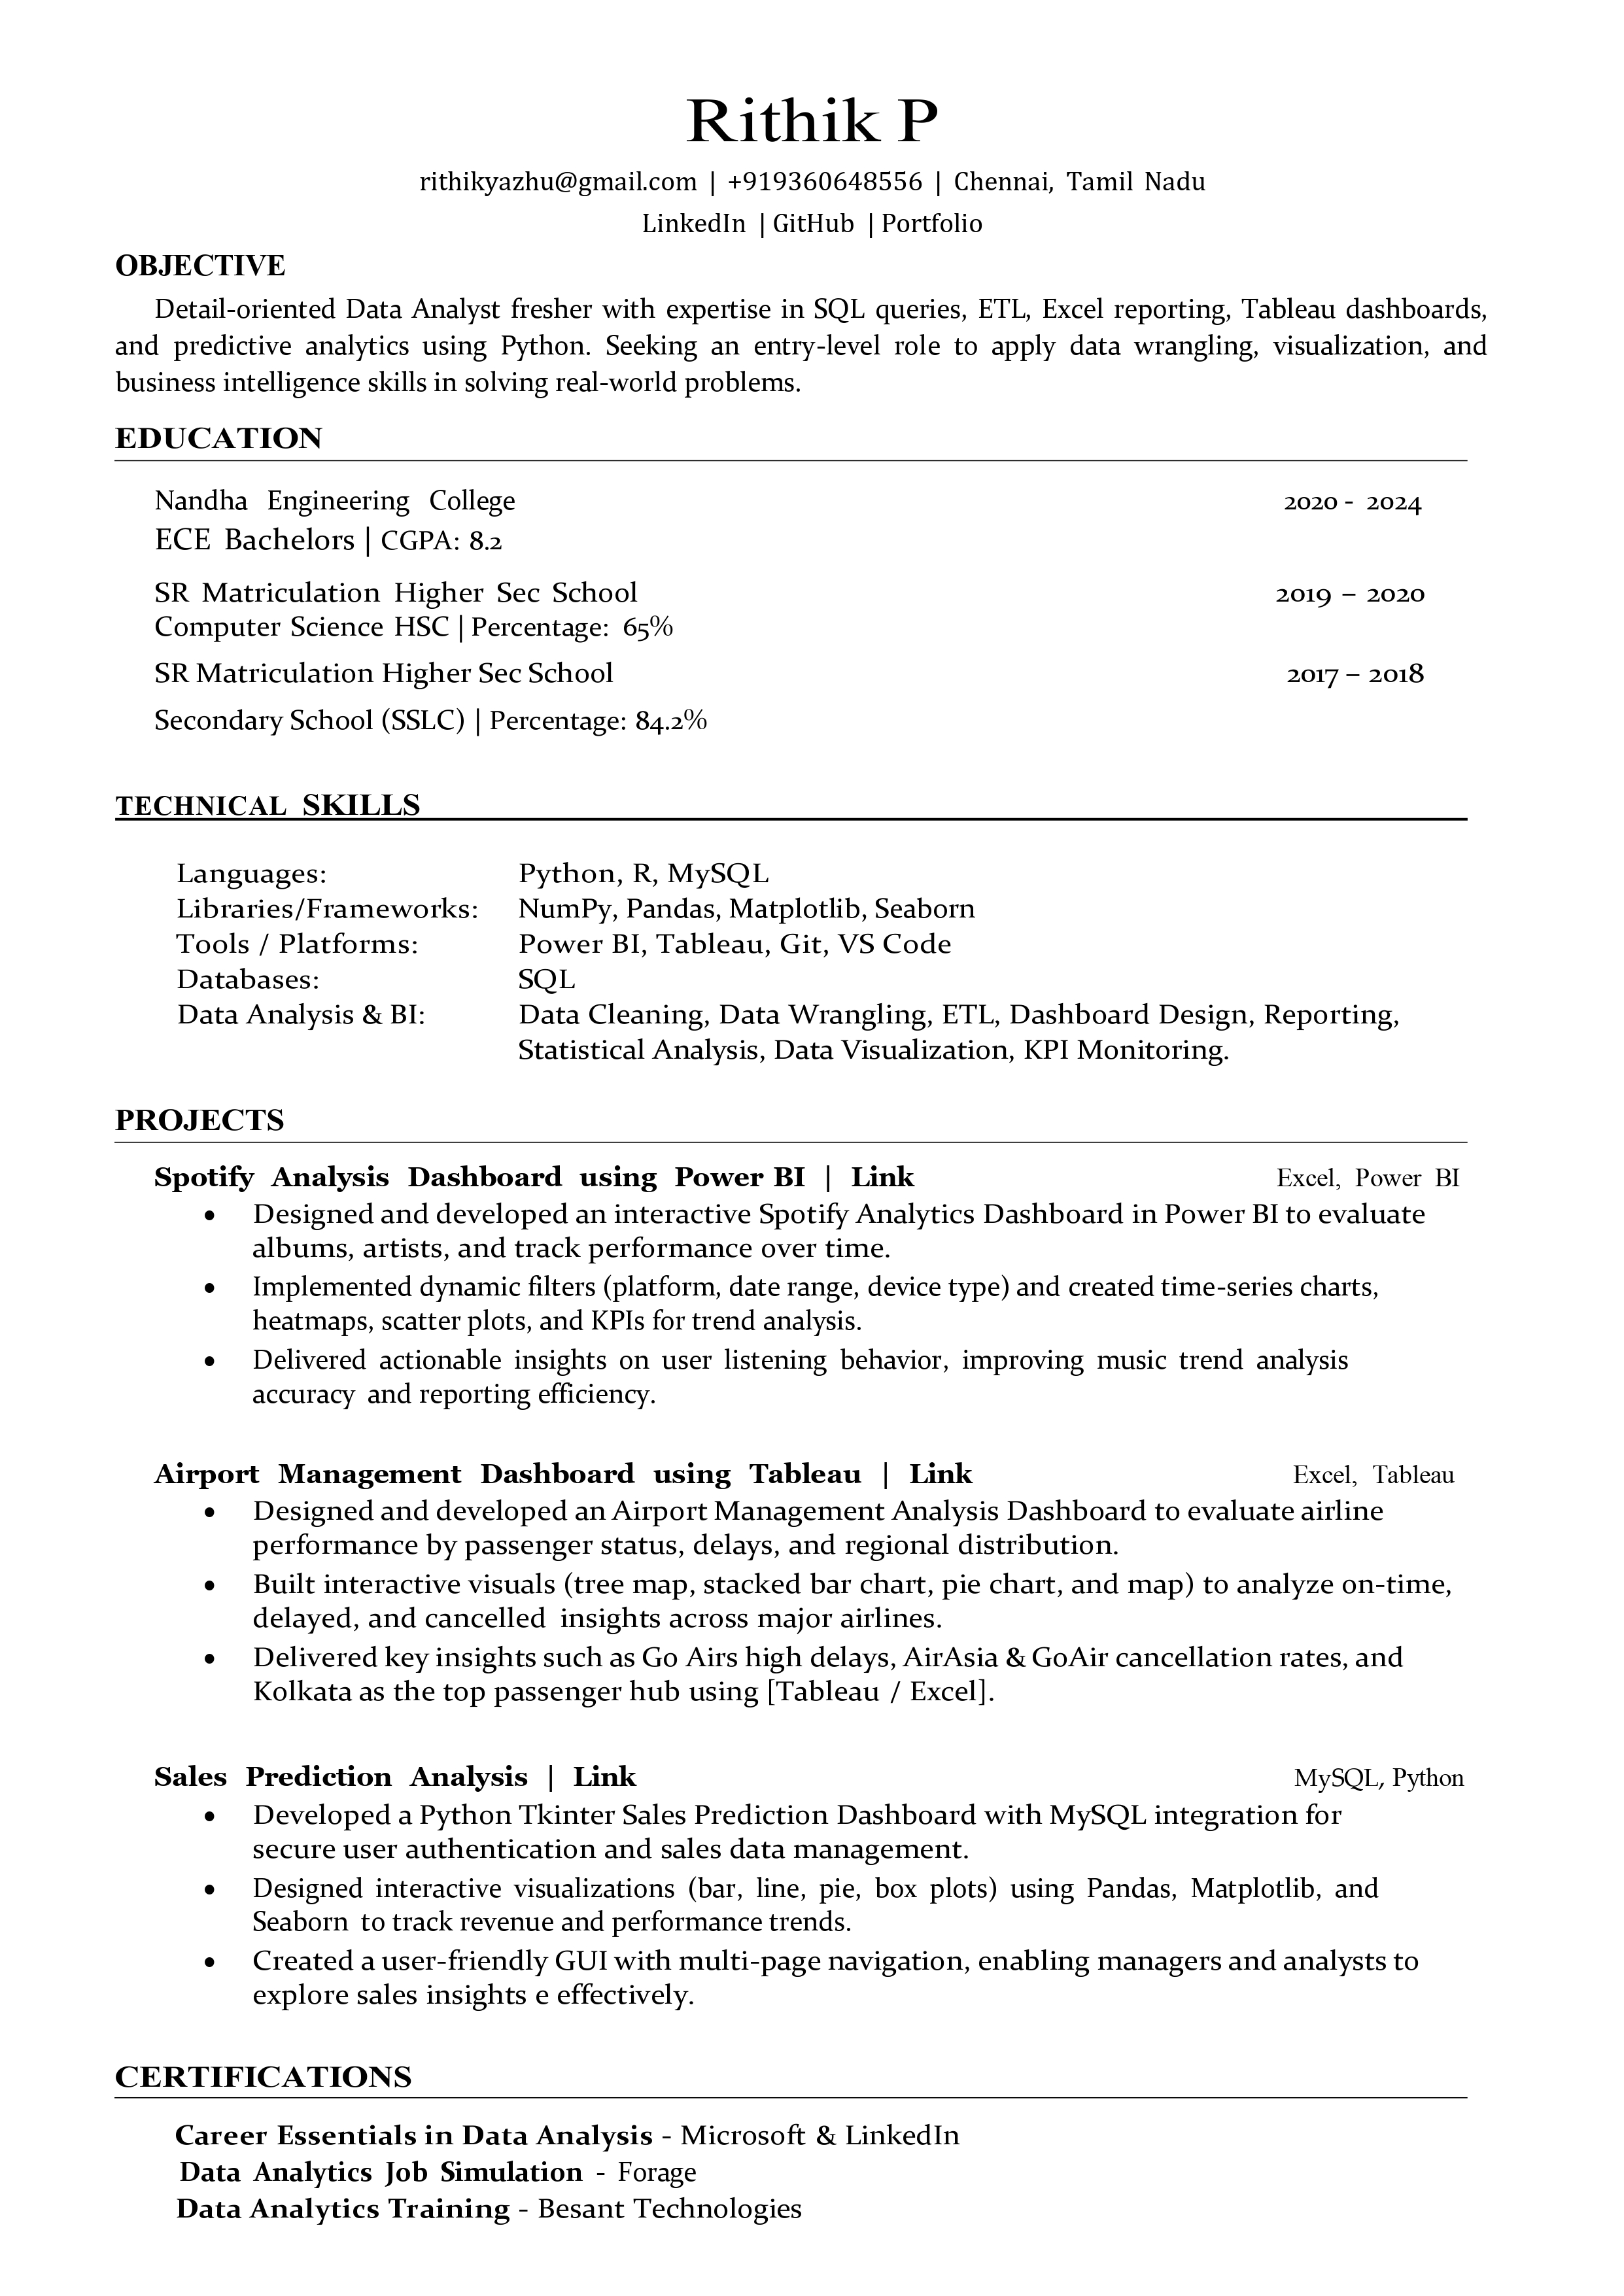 Rithik P
rithikyazhu@gmail.com | +919360648556 | Chennai, Tamil Nadu
LinkedIn | GitHub | Portfolio
OBJECTIVE
Detail-oriented Data Analyst fresher with expertise in SQL queries, ETL, Excel reporting, Tableau dashboards,
and predictive analytics using Python. Seeking an entry-level role to apply data wrangling, visualization, and
business intelligence skills in solving real-world problems.
EDUCATION
Nandha Engineering College 2020 - 2024
ECE Bachelors | CGPA: 8.2
SR Matriculation Higher Sec School 2019 – 2020
Computer Science HSC | Percentage: 65%
SR Matriculation Higher Sec School 2017 – 2018
Secondary School (SSLC) | Percentage: 84.2%
TECHNICAL SKILLS
Languages: Python, R, MySQL
Libraries/Frameworks: NumPy, Pandas, Matplotlib, Seaborn
Tools / Platforms: Power BI, Tableau, Git, VS Code
Databases: SQL
Data Analysis & BI: Data Cleaning, Data Wrangling, ETL, Dashboard Design, Reporting,
Statistical Analysis, Data Visualization, KPI Monitoring.
PROJECTS
Spotify Analysis Dashboard using Power BI | Link Excel, Power BI
• Designed and developed an interactive Spotify Analytics Dashboard in Power BI to evaluate
albums, artists, and track performance over time.
• Implemented dynamic filters (platform, date range, device type) and created time-series charts,
heatmaps, scatter plots, and KPIs for trend analysis.
• Delivered actionable insights on user listening behavior, improving music trend analysis
accuracy and reporting efficiency.
Airport Management Dashboard using Tableau | Link Excel, Tableau
• Designed and developed an Airport Management Analysis Dashboard to evaluate airline
performance by passenger status, delays, and regional distribution.
• Built interactive visuals (tree map, stacked bar chart, pie chart, and map) to analyze on-time,
delayed, and cancelled insights across major airlines.
• Delivered key insights such as Go Airs high delays, AirAsia & GoAir cancellation rates, and
Kolkata as the top passenger hub using [Tableau / Excel].
Sales Prediction Analysis | Link MySQL, Python
• Developed a Python Tkinter Sales Prediction Dashboard with MySQL integration for
secure user authentication and sales data management.
• Designed interactive visualizations (bar, line, pie, box plots) using Pandas, Matplotlib, and
Seaborn to track revenue and performance trends.
• Created a user-friendly GUI with multi-page navigation, enabling managers and analysts to
explore sales insights e effectively.
CERTIFICATIONS
Career Essentials in Data Analysis - Microsoft & LinkedIn
Data Analytics Job Simulation - Forage
Data Analytics Training - Besant Technologies